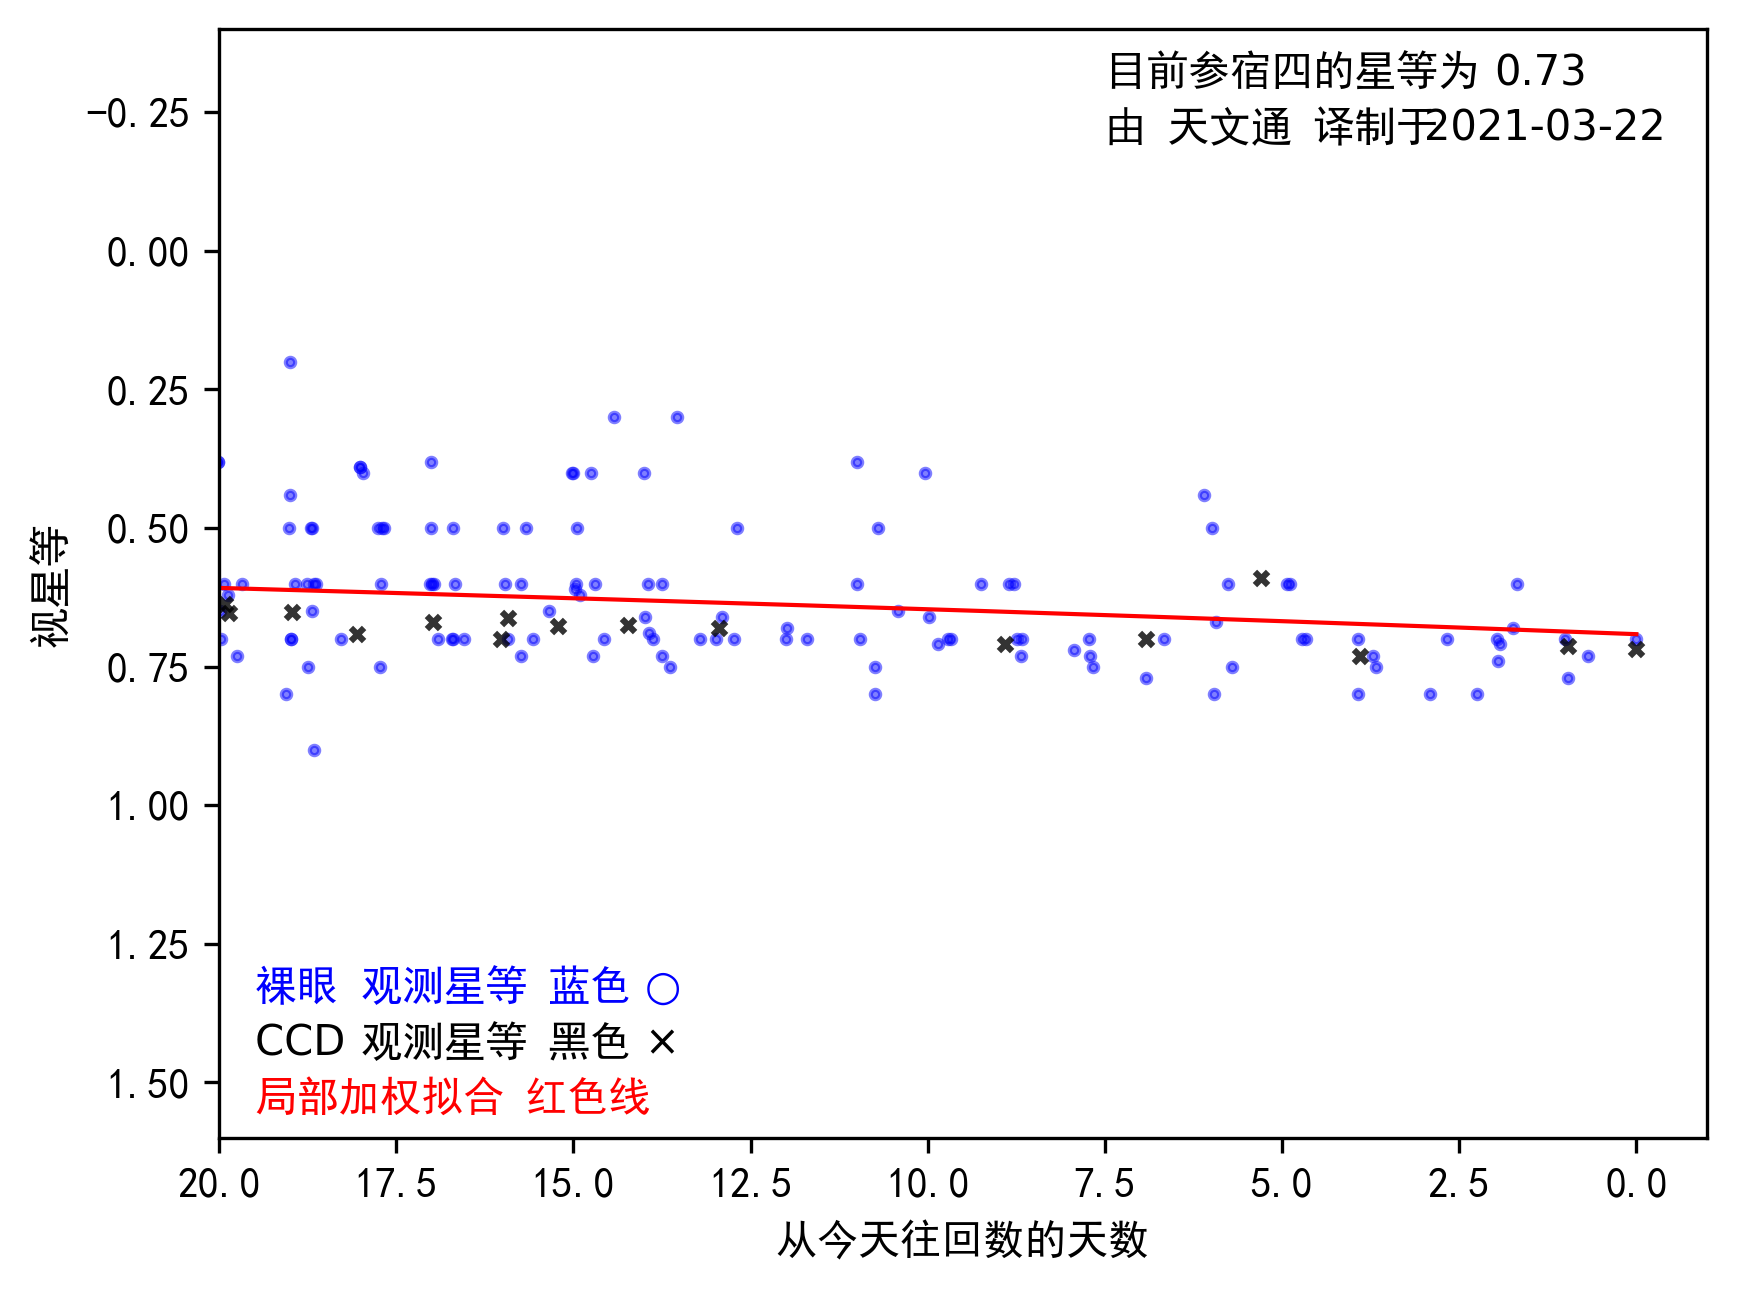 目前参宿四的星等为 0.73
由 天文通 译制于2021-03-22
−0.25
0.00
0.25
0.50
0.75
1.00
1.25
1.50
视星等
裸眼 观测星等 蓝色 ○
CCD 观测星等 黑色 ×
局部加权拟合 红色线
20.0 17.5 15.0 12.5 10.0 7.5 5.0 2.5 0.0
从今天往回数的天数